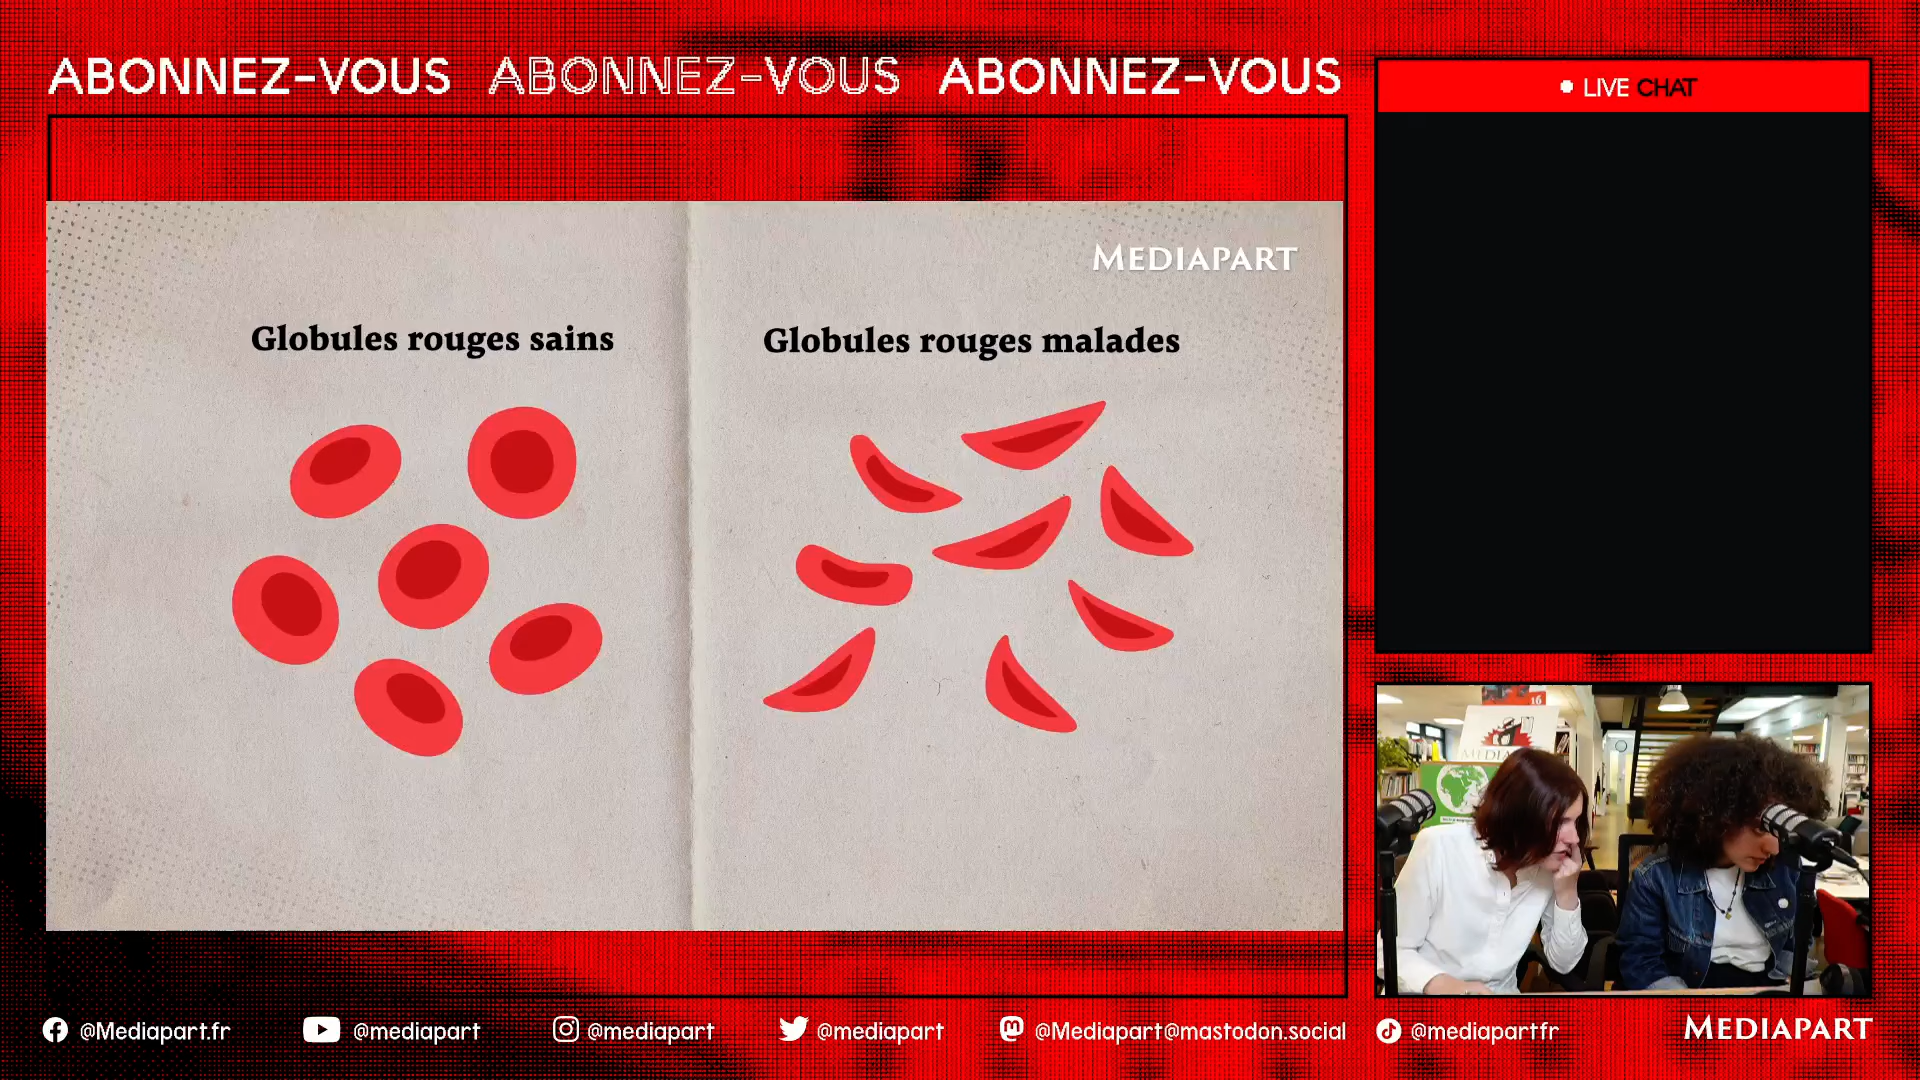 ABONNEZ-VOUS ABONNEZ-VOUS ABONNEZ-VOUS
LIVE CHAT
MEDIAPART
Globules rouges sains
Globules rouges malades
16
@Mediapart.fr
@mediapart
@mediapart
@mediapart
@Mediapart@mastodon.social
@mediapartfr
MEDIAPART